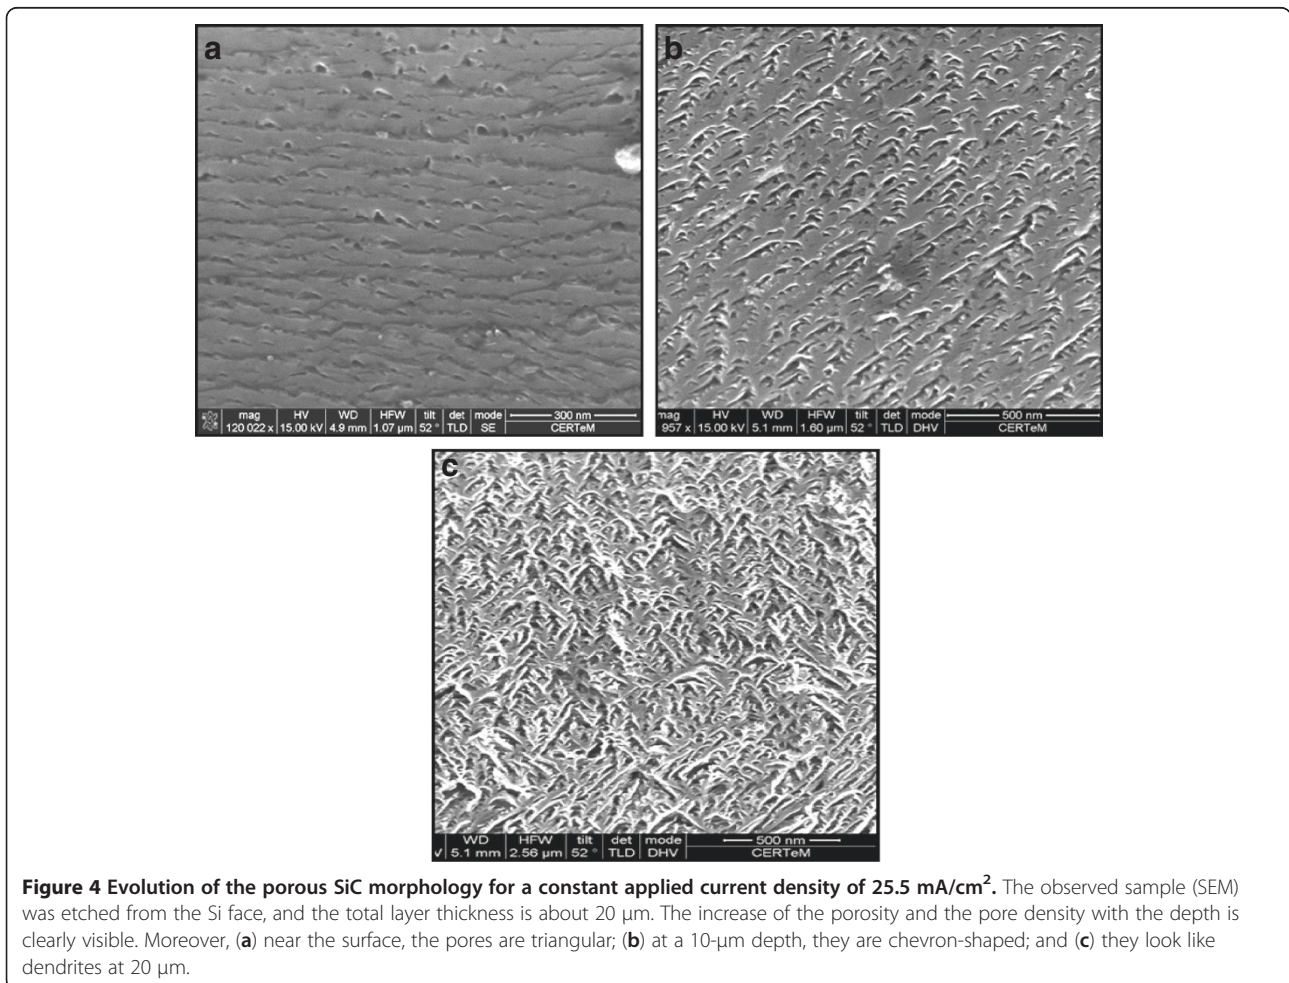 a
b
mag HV WD HFW tilt det mode 300 nm
120 022 x 15.00 kV 4.9 mm 1.07 µm 52 ° TLD SE CERTeM
mag HV WD HFW tilt det mode 500 nm
957 x 15.00 kV 5.1 mm 1.60 µm 52 ° TLD DHV CERTeM
c
WD HFW tilt det mode 500 nm
V 5.1 mm 2.56 µm 52 ° TLD DHV CERTeM
Figure 4 Evolution of the porous SiC morphology for a constant applied current density of 25.5 mA/cm². The observed sample (SEM)
was etched from the Si face, and the total layer thickness is about 20 μm. The increase of the porosity and the pore density with the depth is
clearly visible. Moreover, (a) near the surface, the pores are triangular; (b) at a 10-μm depth, they are chevron-shaped; and (c) they look like
dendrites at 20 μm.